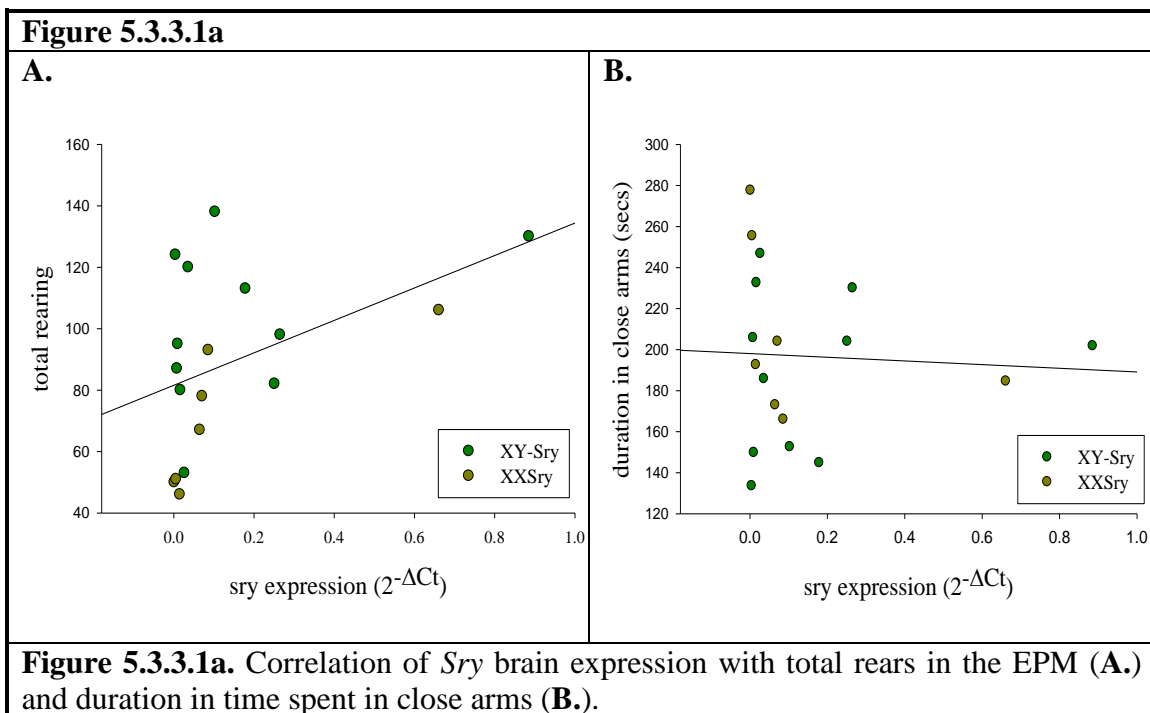 Figure 5.3.3.1a
A.
160
140
120
100
80
60
40
total rearing
0.0 0.2 0.4 0.6 0.8 1.0
sry expression (2^-ΔCt)
XY-Sry
XXSry
B.
300
280
260
240
220
200
180
160
140
120
duration in close arms (secs)
0.0 0.2 0.4 0.6 0.8 1.0
sry expression (2^-ΔCt)
XY-Sry
XXSry
Figure 5.3.3.1a. Correlation of Sry brain expression with total rears in the EPM (A.)
and duration in time spent in close arms (B.).